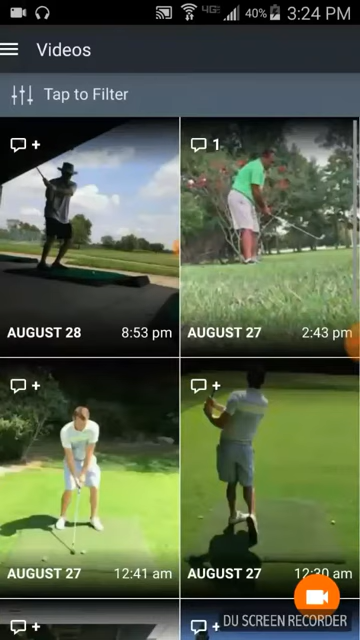 4G 40% 3:24 PM
Videos
Tap to Filter
+
1
AUGUST 28 8:53 pm
AUGUST 27 2:43 pm
+
+
AUGUST 27 12:41 am
AUGUST 27 12:20 am
+
+
DU SCREEN RECORDER